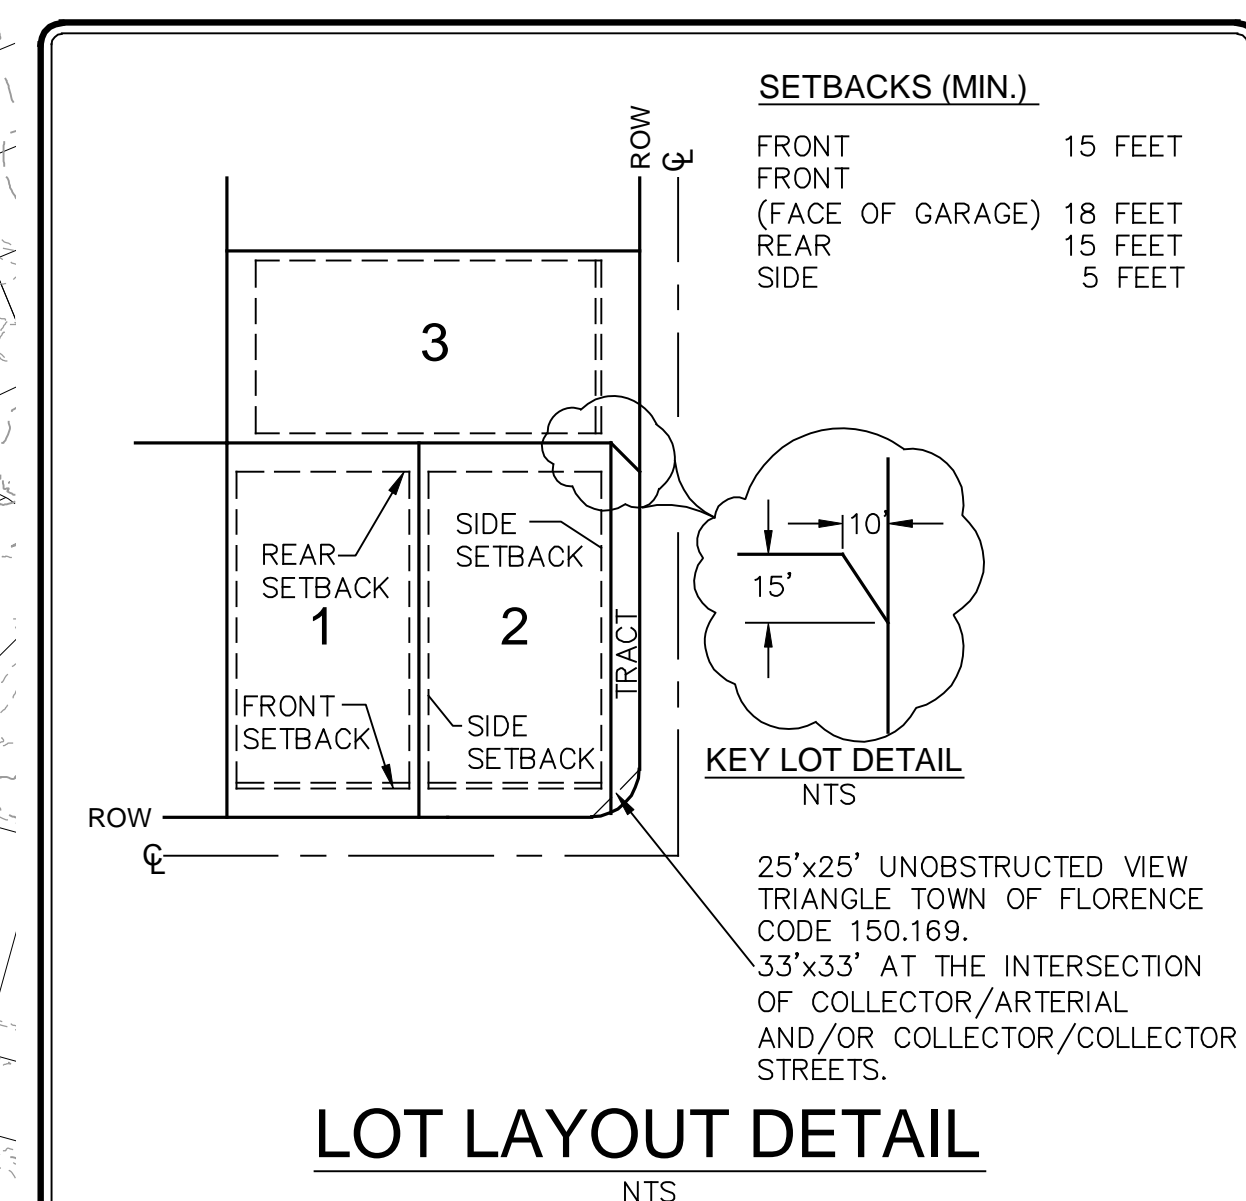 SETBACKS (MIN.)
FRONT 15 FEET
FRONT
(FACE OF GARAGE) 18 FEET
REAR 15 FEET
SIDE 5 FEET
ROW
℄
3
REAR
SETBACK
1
FRONT
SETBACK
SIDE
SETBACK
2
SIDE
SETBACK
TRACT
10'
15'
KEY LOT DETAIL
NTS
ROW
℄
25'x25' UNOBSTRUCTED VIEW
TRIANGLE TOWN OF FLORENCE
CODE 150.169.
33'x33' AT THE INTERSECTION
OF COLLECTOR/ARTERIAL
AND/OR COLLECTOR/COLLECTOR
STREETS.
LOT LAYOUT DETAIL
NTS